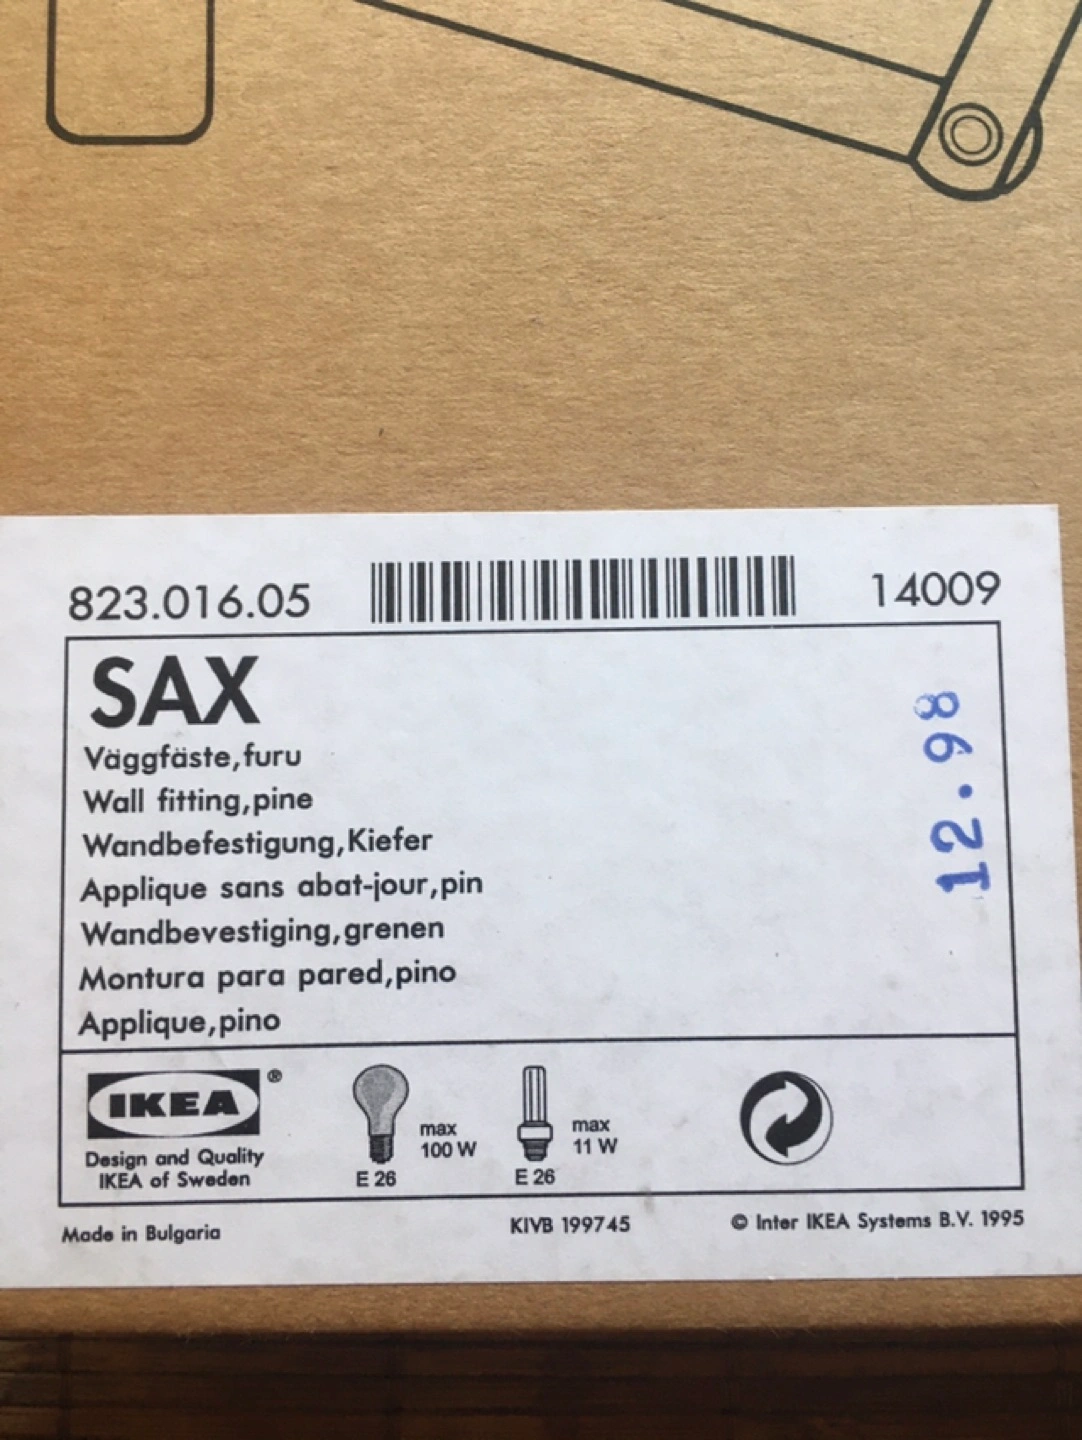 823.016.05
14009
SAX
Väggfäste,furu
Wall fitting,pine
Wandbefestigung,Kiefer
Applique sans abat-jour,pin
Wandbevestiging,grenen
Montura para pared,pino
Applique,pino
12.98
IKEA®
Design and Quality
IKEA of Sweden
max
100 W
E 26
max
11 W
E 26
Made in Bulgaria
KIVB 199745
© Inter IKEA Systems B.V. 1995